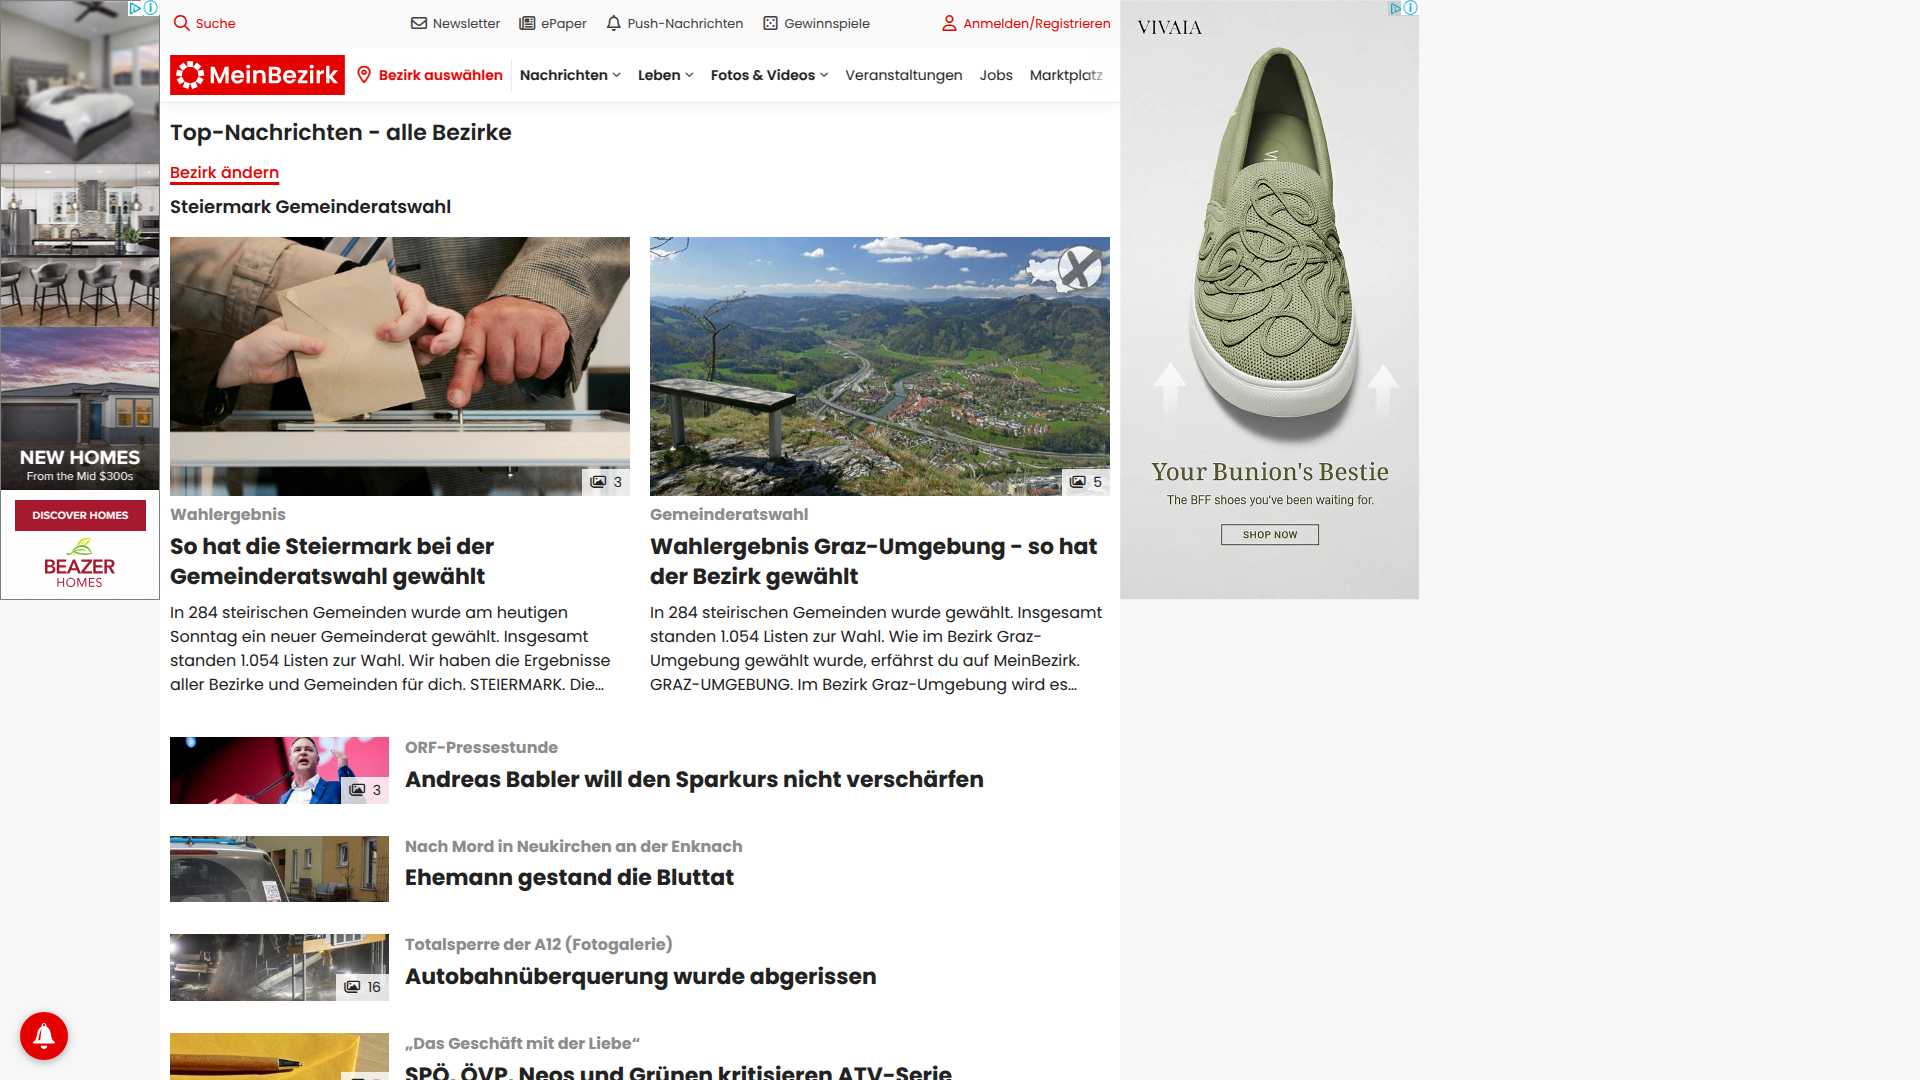 Suche
Newsletter
ePaper
Push-Nachrichten
Gewinnspiele
Anmelden/Registrieren
MeinBezirk
Bezirk auswählen
Nachrichten
Leben
Fotos & Videos
Veranstaltungen
Jobs
Marktplatz
Top-Nachrichten - alle Bezirke
Bezirk ändern
Steiermark Gemeinderatswahl
3
Wahlergebnis
So hat die Steiermark bei der
Gemeinderatswahl gewählt
In 284 steirischen Gemeinden wurde am heutigen
Sonntag ein neuer Gemeinderat gewählt. Insgesamt
standen 1.054 Listen zur Wahl. Wir haben die Ergebnisse
aller Bezirke und Gemeinden für dich. STEIERMARK. Die...
5
Gemeinderatswahl
Wahlergebnis Graz-Umgebung - so hat
der Bezirk gewählt
In 284 steirischen Gemeinden wurde gewählt. Insgesamt
standen 1.054 Listen zur Wahl. Wie im Bezirk Graz-
Umgebung gewählt wurde, erfährst du auf MeinBezirk.
GRAZ-UMGEBUNG. Im Bezirk Graz-Umgebung wird es...
3
ORF-Pressestunde
Andreas Babler will den Sparkurs nicht verschärfen
Nach Mord in Neukirchen an der Enknach
Ehemann gestand die Bluttat
16
Totalsperre der A12 (Fotogalerie)
Autobahnüberquerung wurde abgerissen
„Das Geschäft mit der Liebe“
SPÖ, ÖVP, Neos und Grünen kritisieren ATV-Serie
NEW HOMES
From the Mid $300s
DISCOVER HOMES
BEAZER
HOMES
VIVAIA
Your Bunion's Bestie
The BFF shoes you've been waiting for.
SHOP NOW